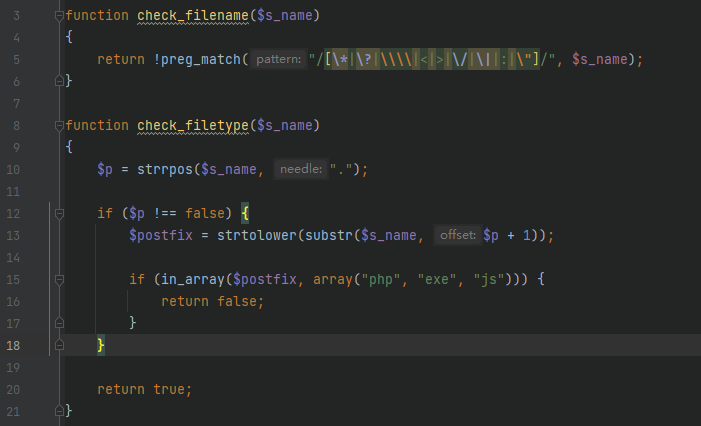 3 function check_filename($s_name)
4 {
5     return !preg_match( pattern: "/[\*|\?|\\\\|<|>|\/|\||:|\"]/", $s_name);
6 }
7
8 function check_filetype($s_name)
9 {
10     $p = strrpos($s_name, needle: ".");
11
12     if ($p !== false) {
13         $postfix = strtolower(substr($s_name, offset: $p + 1));
14
15         if (in_array($postfix, array("php", "exe", "js"))) {
16             return false;
17         }
18     }
19
20     return true;
21 }